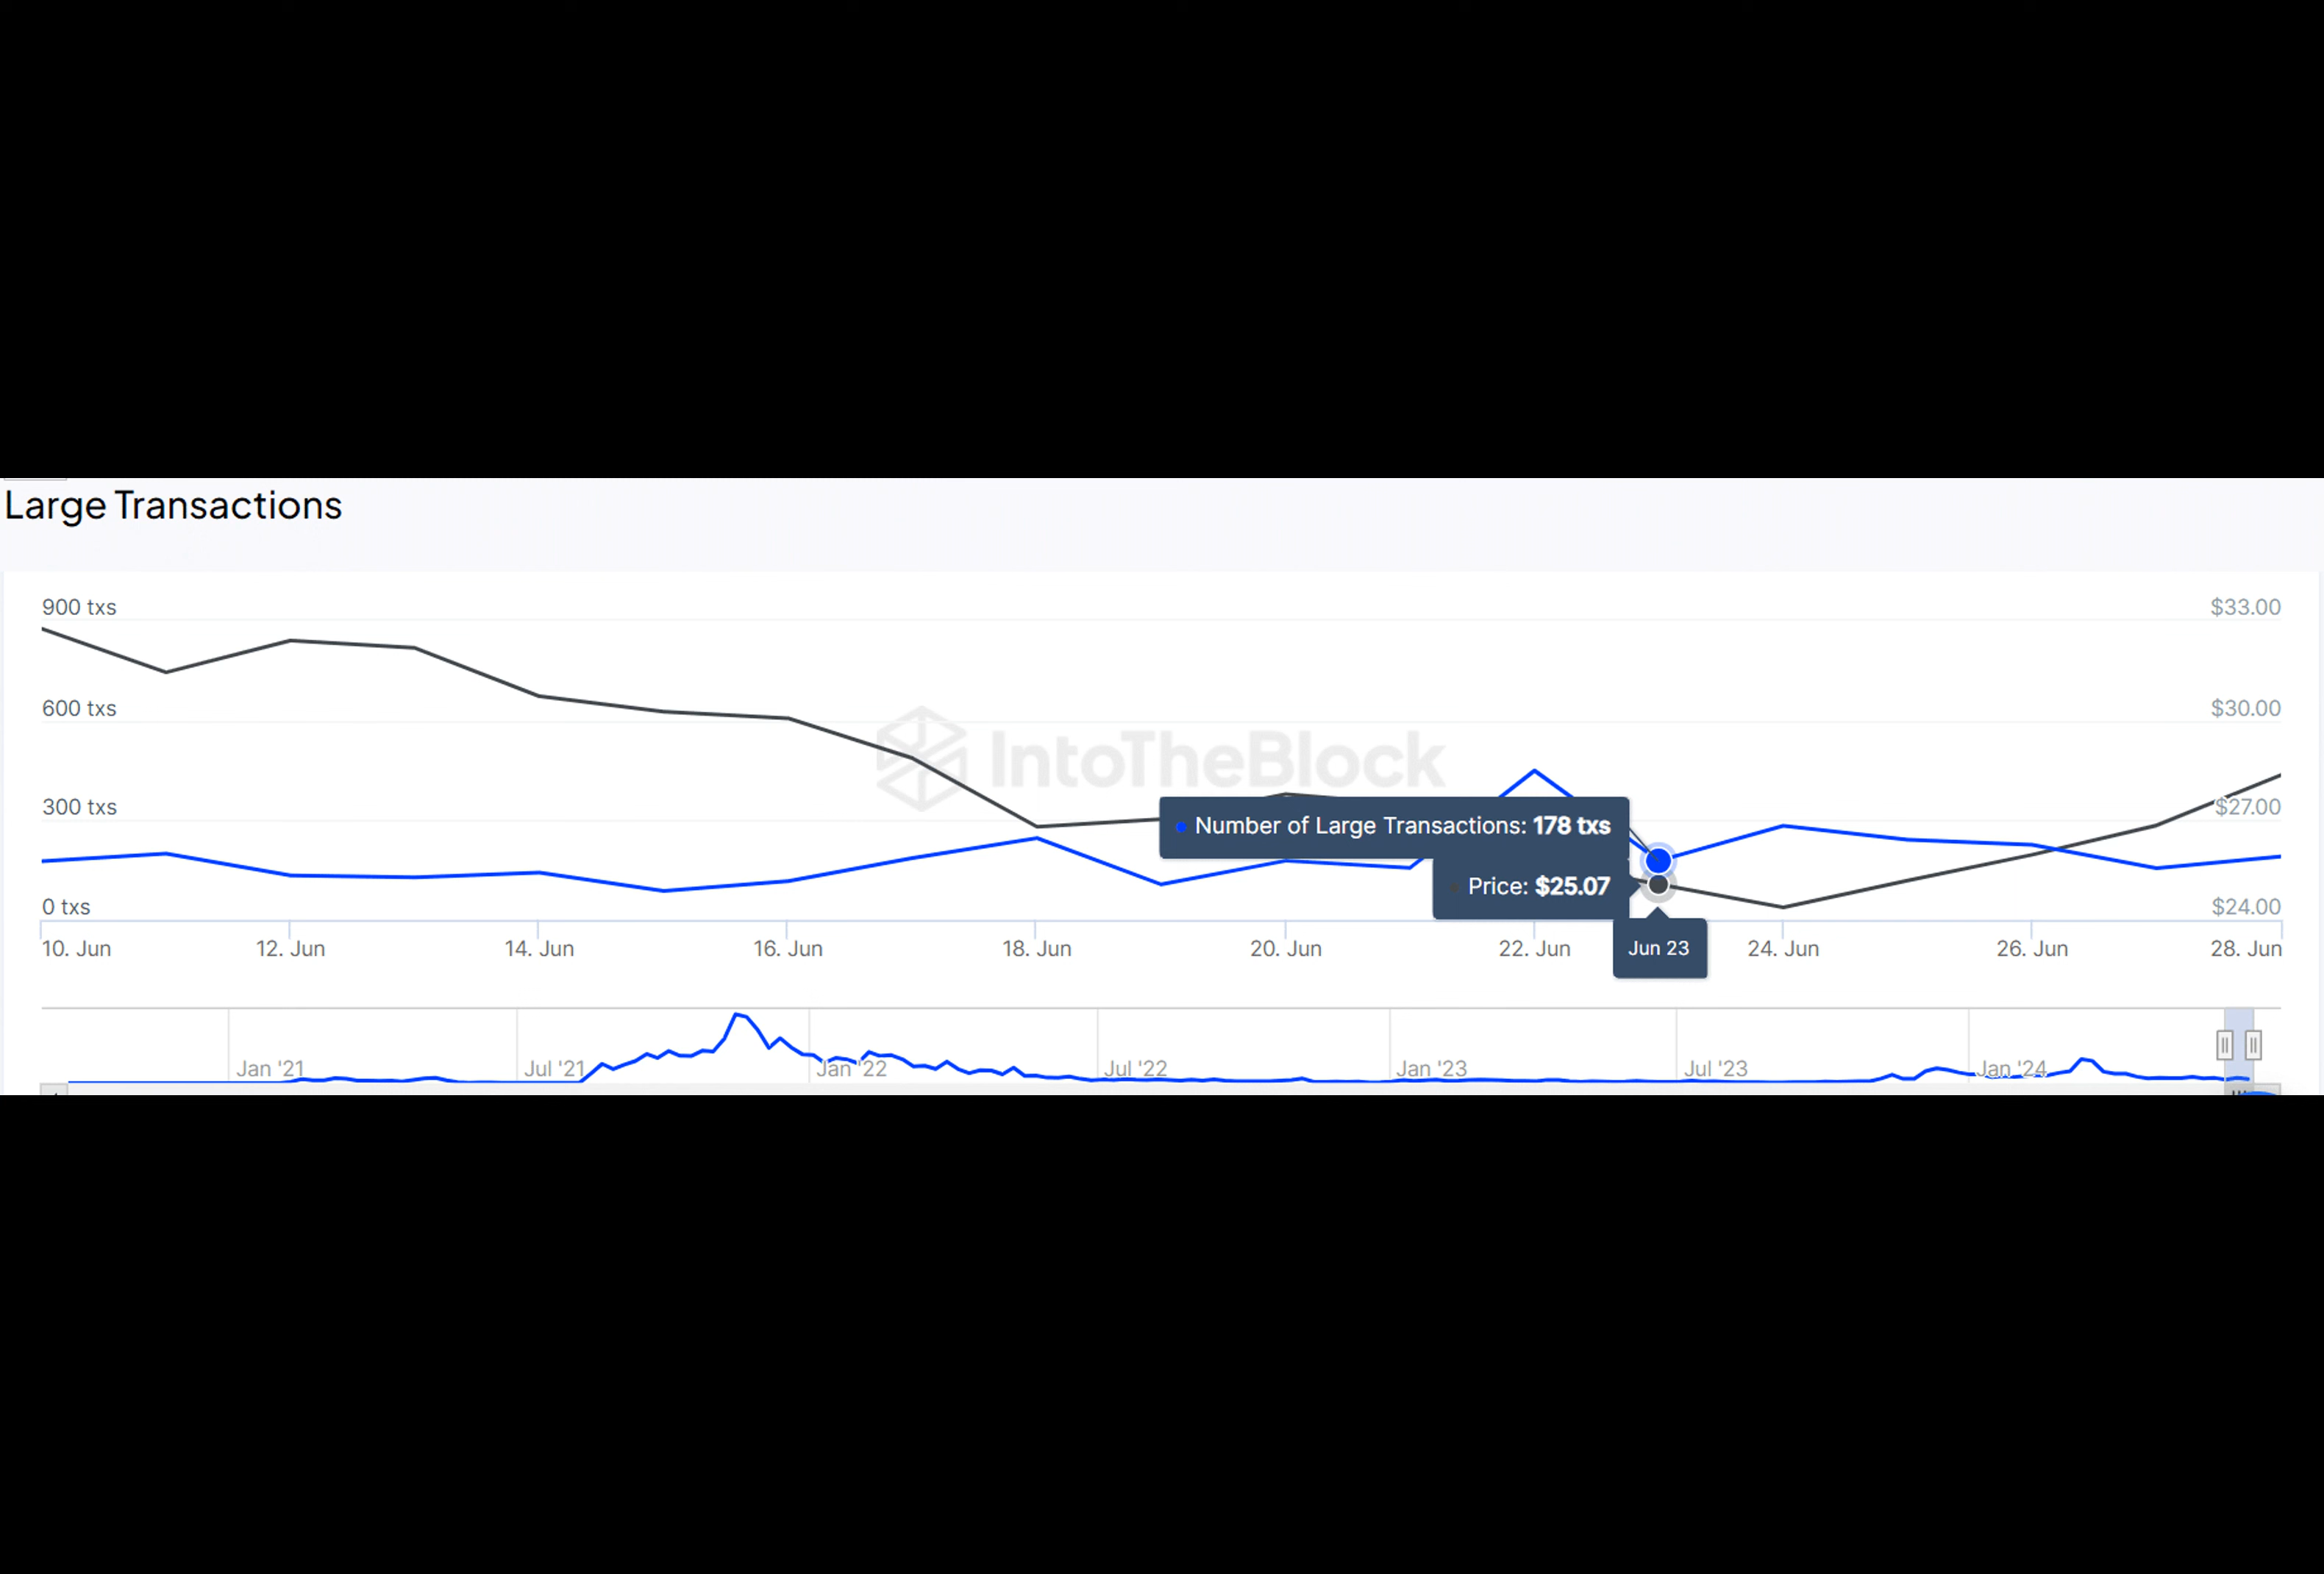 Large Transactions
900 txs
$33.00
600 txs
$30.00
IntoTheBlock
300 txs
$27.00
Number of Large Transactions: 178 txs
Price: $25.07
0 txs
$24.00
10. Jun
12. Jun
14. Jun
16. Jun
18. Jun
20. Jun
22. Jun
Jun 23
24. Jun
26. Jun
28. Jun
Jan '21
Jul '21
Jan '22
Jul '22
Jan '23
Jul '23
Jan '24